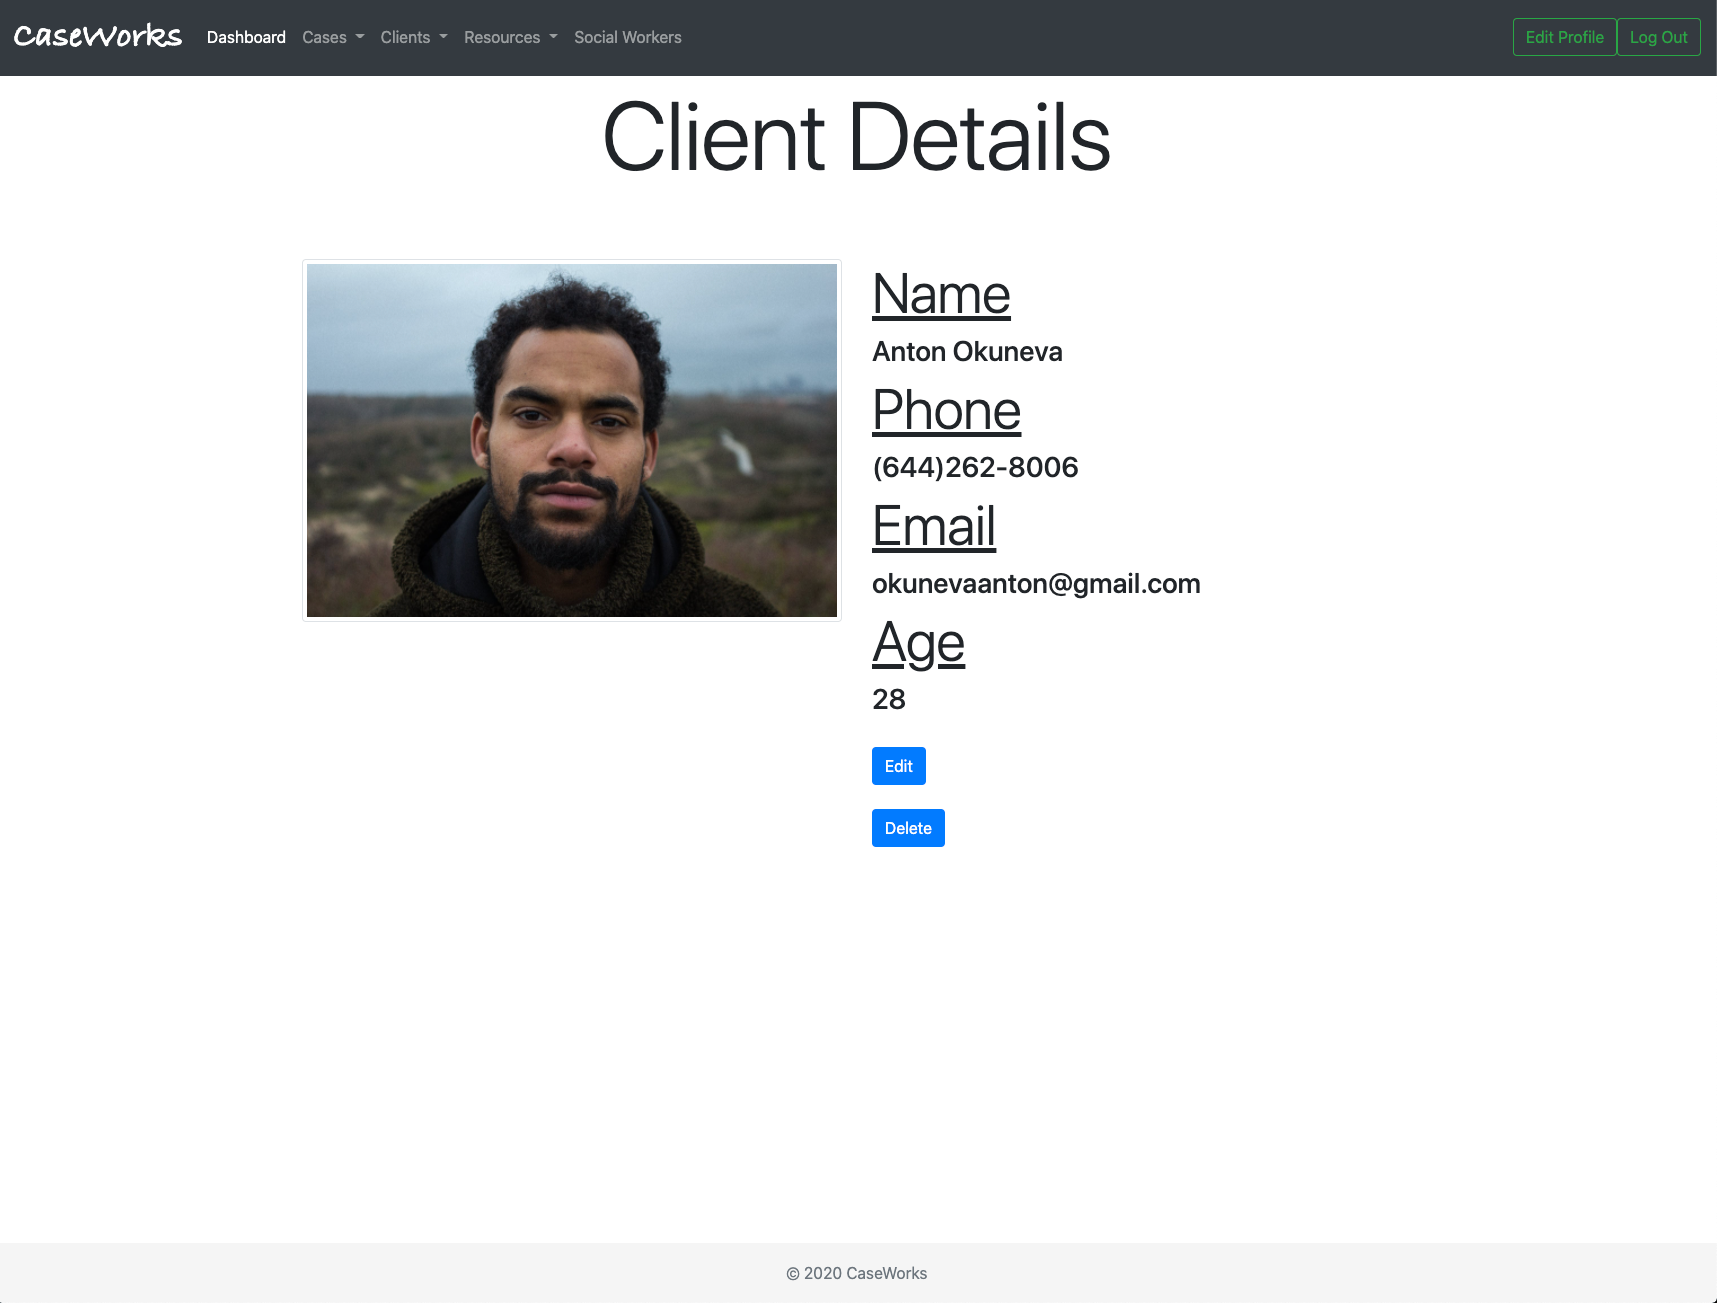 CaseWorks Dashboard Cases Clients Resources Social Workers Edit Profile Log Out
Client Details
Name
Anton Okuneva
Phone
(644)262-8006
Email
okunevaanton@gmail.com
Age
28
Edit
Delete
© 2020 CaseWorks